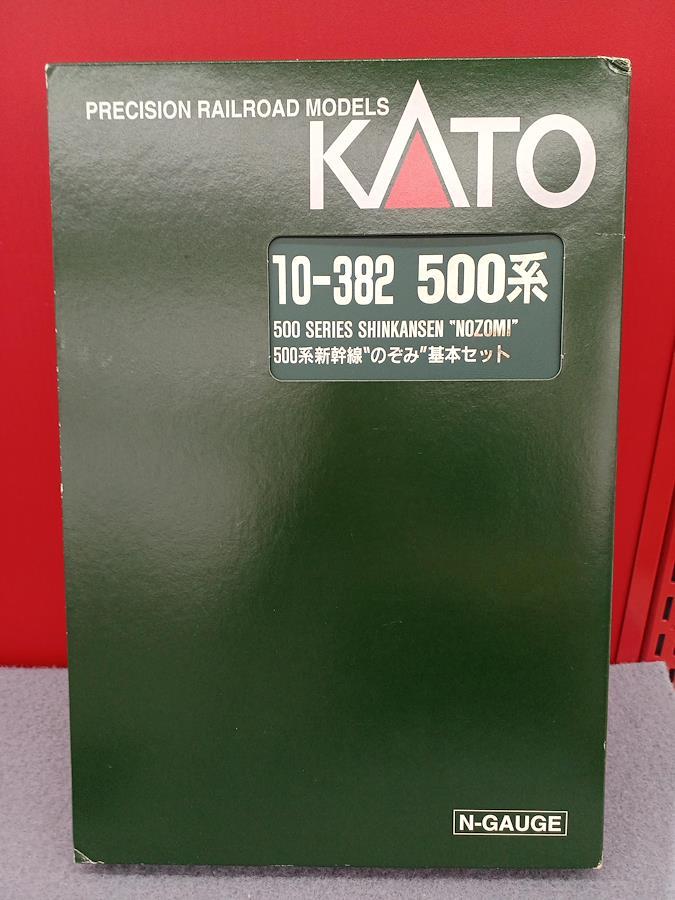 PRECISION RAILROAD MODELS
KATO
10-382 500系
500 SERIES SHINKANSEN "NOZOMI"
500系新幹線"のぞみ"基本セット
N-GAUGE